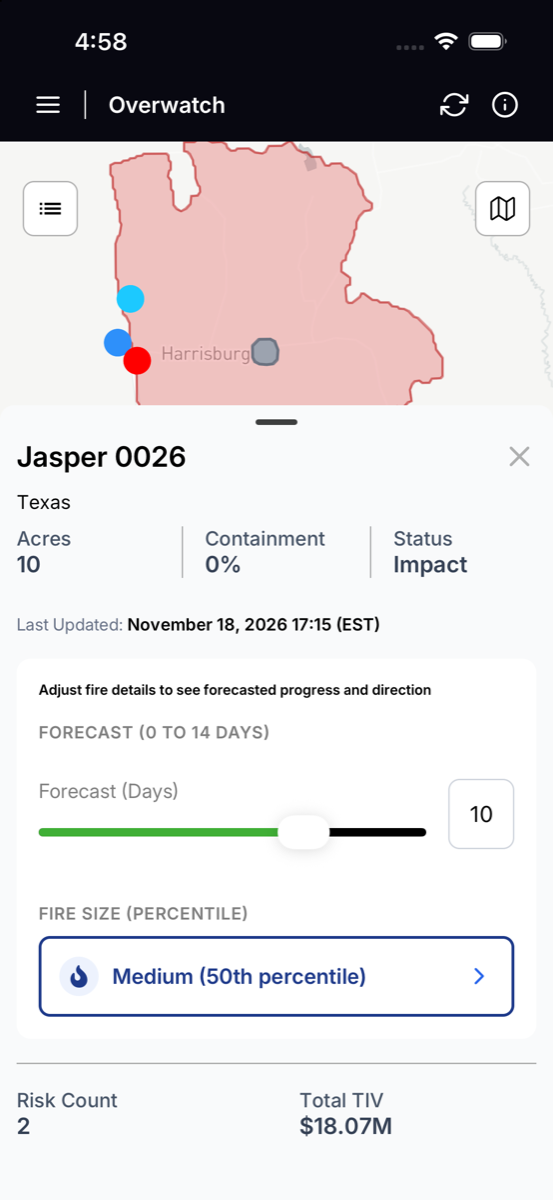 4:58
Overwatch
Harrisburg
Jasper 0026
Texas
Acres
10
Containment
0%
Status
Impact
Last Updated: November 18, 2026 17:15 (EST)
Adjust fire details to see forecasted progress and direction
FORECAST (0 TO 14 DAYS)
Forecast (Days)
10
FIRE SIZE (PERCENTILE)
Medium (50th percentile)
Risk Count
2
Total TIV
$18.07M